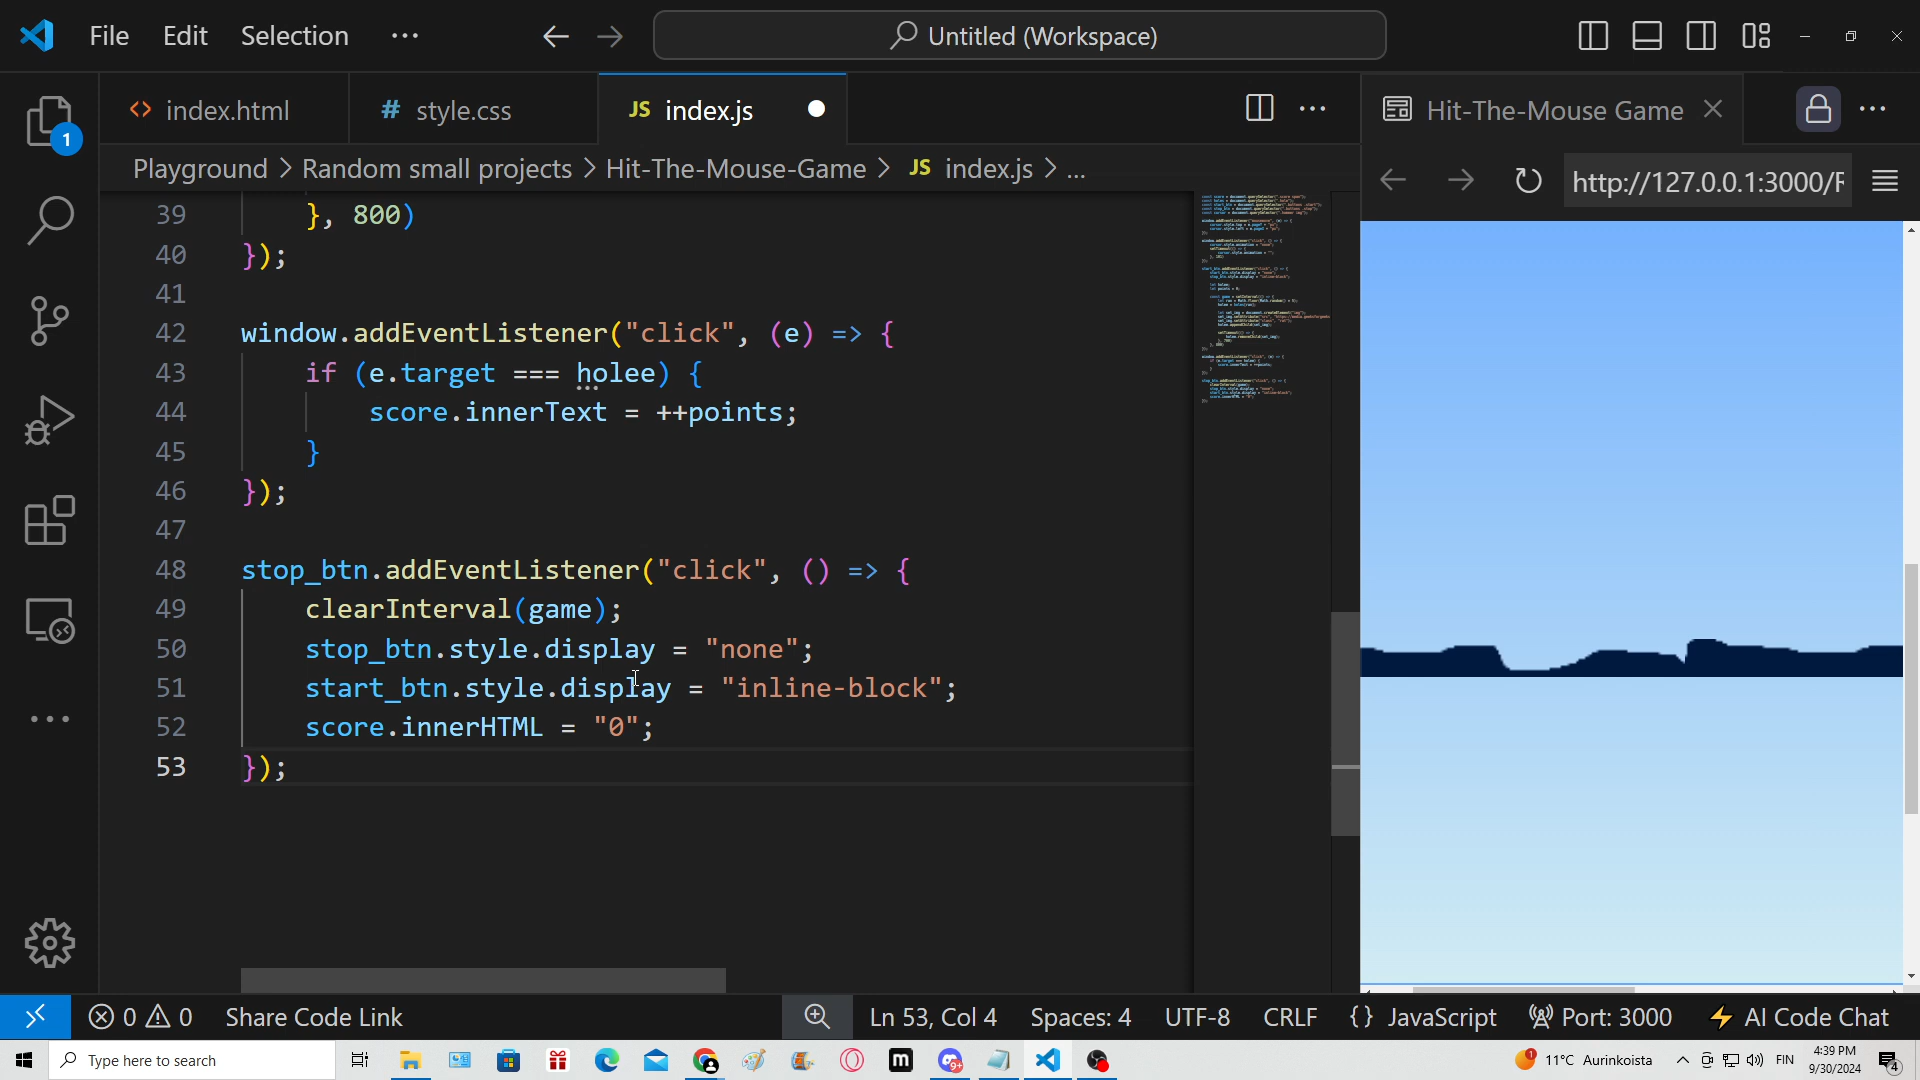 File Edit Selection ··· Untitled (Workspace)
index.html
# style.css
JS index.js
Hit-The-Mouse Game
Playground > Random small projects > Hit-The-Mouse-Game > JS index.js > ...
http://127.0.0.1:3000/R
39 }, 800)
40 });
41
42 window.addEventListener("click", (e) => {
43 if (e.target === holee) {
44 score.innerText = ++points;
45 }
46 });
47
48 stop_btn.addEventListener("click", () => {
49 clearInterval(game);
50 stop_btn.style.display = "none";
51 start_btn.style.display = "inline-block";
52 score.innerHTML = "0";
53 });
1
0 0 Share Code Link Ln 53, Col 4 Spaces: 4 UTF-8 CRLF {} JavaScript Port: 3000 AI Code Chat
Type here to search
9+
m
1
11°C Aurinkoista
FIN
4:39 PM
9/30/2024
4